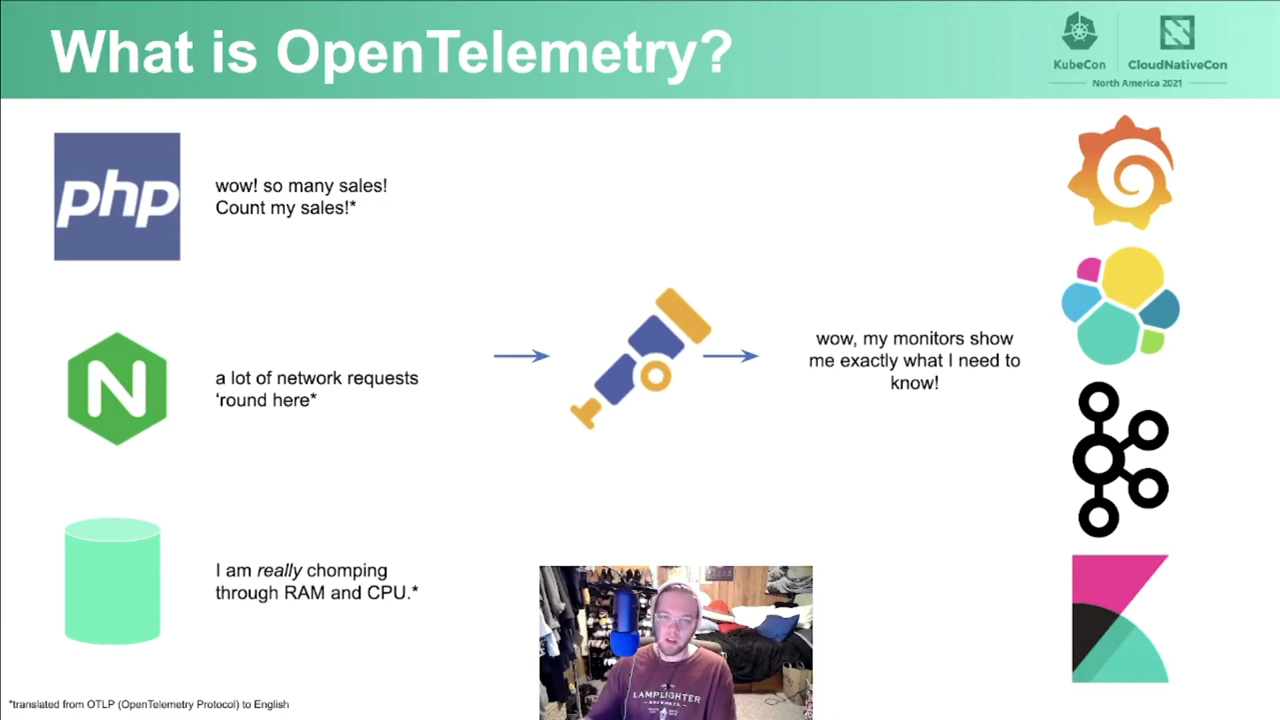 What is OpenTelemetry?
KubeCon
CloudNativeCon
North America 2021
php
wow! so many sales!
Count my sales!*
N
a lot of network requests
‘round here*
wow, my monitors show
me exactly what I need to
know!
I am really chomping
through RAM and CPU.*
LAMPLIGHTER
*translated from OTLP (OpenTelemetry Protocol) to English